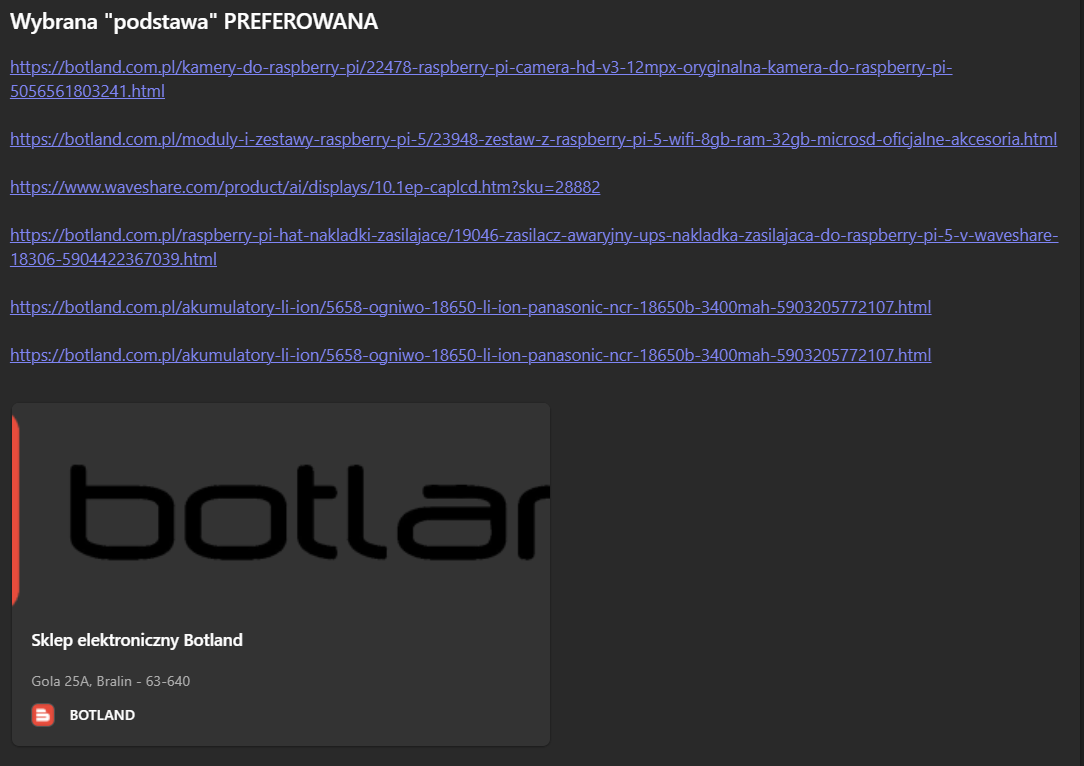 Wybrana "podstawa" PREFEROWANA
https://botland.com.pl/kamery-do-raspberry-pi/22478-raspberry-pi-camera-hd-v3-12mpx-oryginalna-kamera-do-raspberry-pi-
5056561803241.html
https://botland.com.pl/moduly-i-zestawy-raspberry-pi-5/23948-zestaw-z-raspberry-pi-5-wifi-8gb-ram-32gb-microsd-oficjalne-akcesoria.html
https://www.waveshare.com/product/ai/displays/10.1ep-caplcd.htm?sku=28882
https://botland.com.pl/raspberry-pi-hat-nakladki-zasilajace/19046-zasilacz-awaryjny-ups-nakladka-zasilajaca-do-raspberry-pi-5-v-waveshare-
18306-5904422367039.html
https://botland.com.pl/akumulatory-li-ion/5658-ogniwo-18650-li-ion-panasonic-ncr-18650b-3400mah-5903205772107.html
https://botland.com.pl/akumulatory-li-ion/5658-ogniwo-18650-li-ion-panasonic-ncr-18650b-3400mah-5903205772107.html
botlan
Sklep elektroniczny Botland
Gola 25A, Bralin - 63-640
BOTLAND